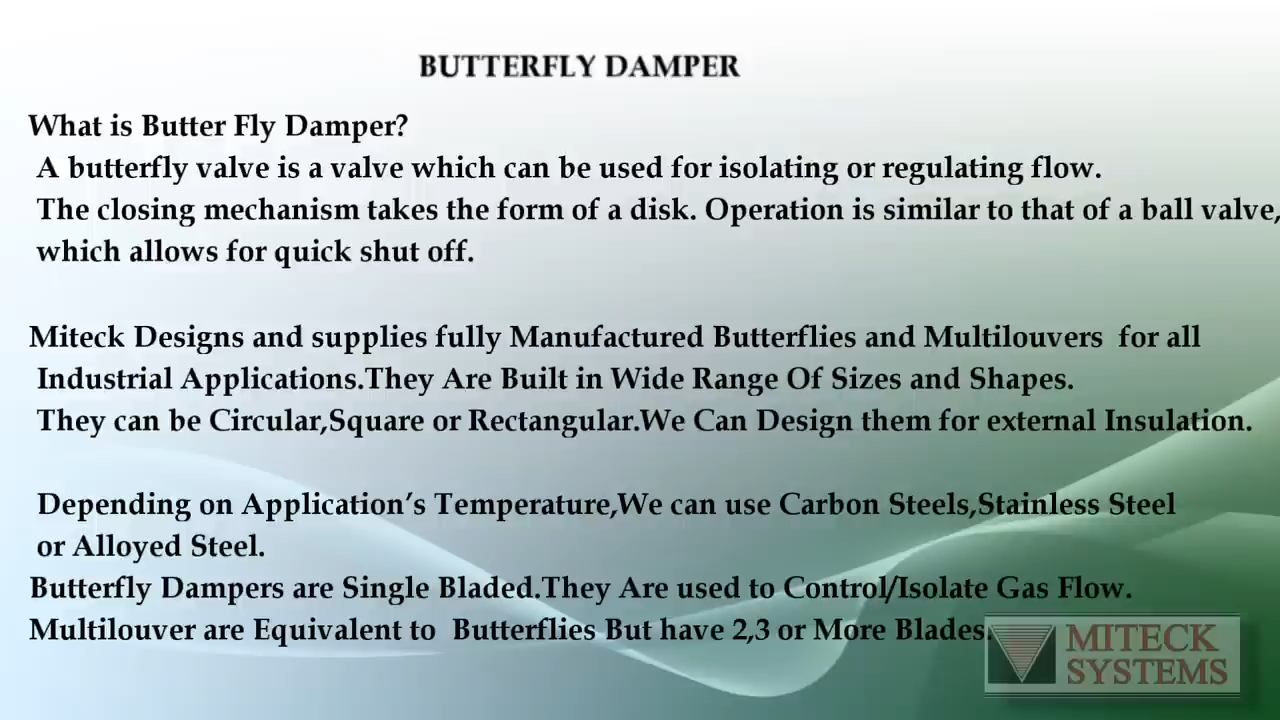 BUTTERFLY DAMPER
What is Butter Fly Damper?
A butterfly valve is a valve which can be used for isolating or regulating flow.
The closing mechanism takes the form of a disk. Operation is similar to that of a ball valve,
which allows for quick shut off.
Miteck Designs and supplies fully Manufactured Butterflies and Multilouvers for all
Industrial Applications.They Are Built in Wide Range Of Sizes and Shapes.
They can be Circular,Square or Rectangular.We Can Design them for external Insulation.
Depending on Application’s Temperature,We can use Carbon Steels,Stainless Steel
or Alloyed Steel.
Butterfly Dampers are Single Bladed.They Are used to Control/Isolate Gas Flow.
Multilouver are Equivalent to Butterflies But have 2,3 or More Blades.
MITECK
SYSTEMS